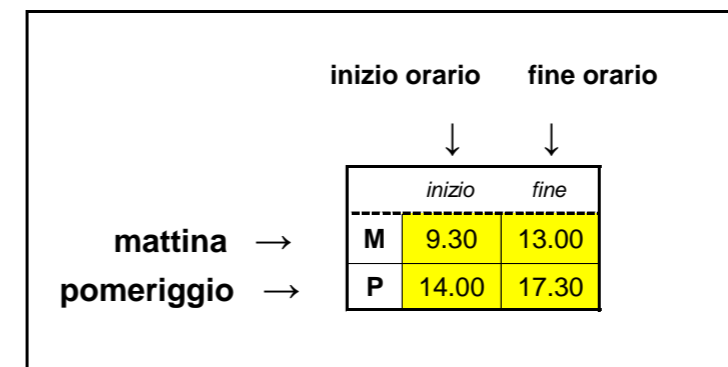 inizio orario fine orario
↓ ↓
inizio fine
mattina → M 9.30 13.00
pomeriggio → P 14.00 17.30